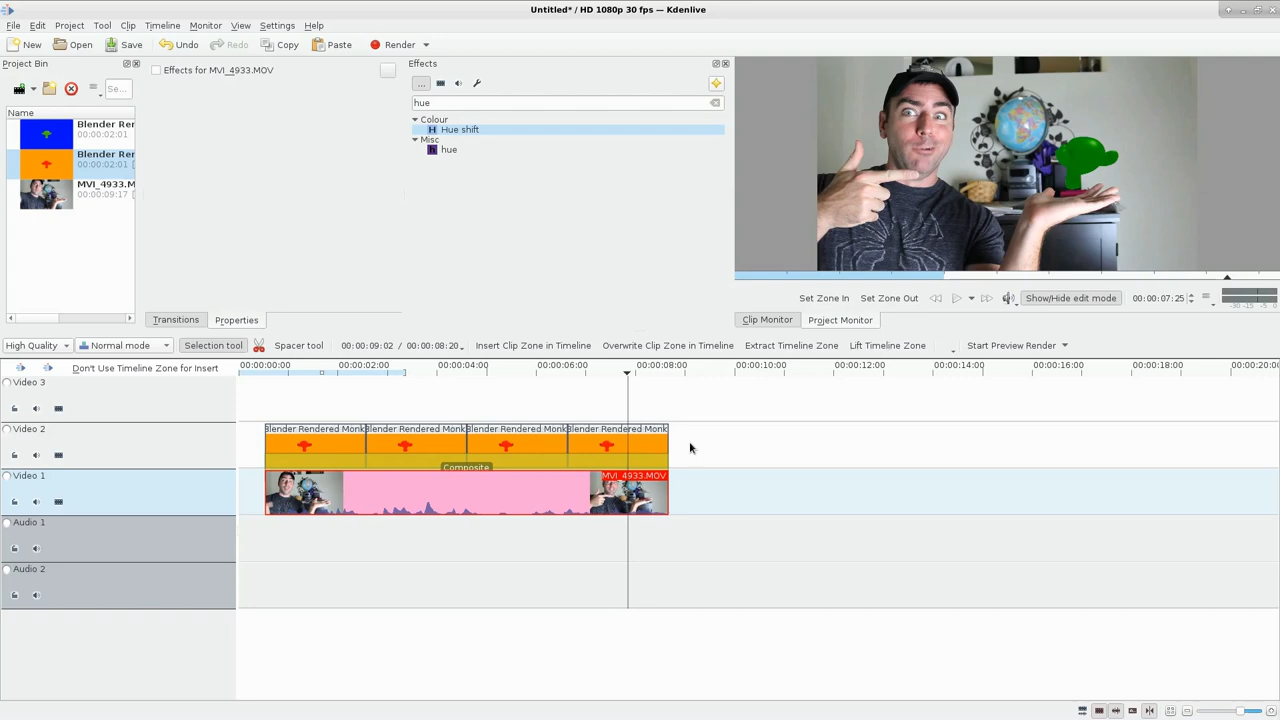 Untitled* / HD 1080p 30 fps — Kdenlive
File Edit Project Tool Clip Timeline Monitor View Settings Help
New Open Save Undo Redo Copy Paste Render
Project Bin
Effects for MVI_4933.MOV
Effects
Se...
...
hue
Name
Colour
Blender Rer
00:00:02:01
Hue shift
Misc
hue
Blender Rer
00:00:02:01
MVI_4933.M
00:00:09:17
Set Zone In Set Zone Out Show/Hide edit mode 00:00:07:25
-30 -15 -5 0
Transitions Properties Clip Monitor Project Monitor
High Quality Normal mode Selection tool Spacer tool 00:00:09:02 / 00:00:08:20 Insert Clip Zone in Timeline Overwrite Clip Zone in Timeline Extract Timeline Zone Lift Timeline Zone Start Preview Render
Don't Use Timeline Zone for Insert
00:00:00:00 00:00:02:00 00:00:04:00 00:00:06:00 00:00:08:00 00:00:10:00 00:00:12:00 00:00:14:00 00:00:16:00 00:00:18:00 00:00:20:0
Video 3
Video 2
Blender Rendered Monk Blender Rendered Monk Blender Rendered Monk Blender Rendered Monk
Composite
Video 1
MVI_4933.MOV
Audio 1
Audio 2